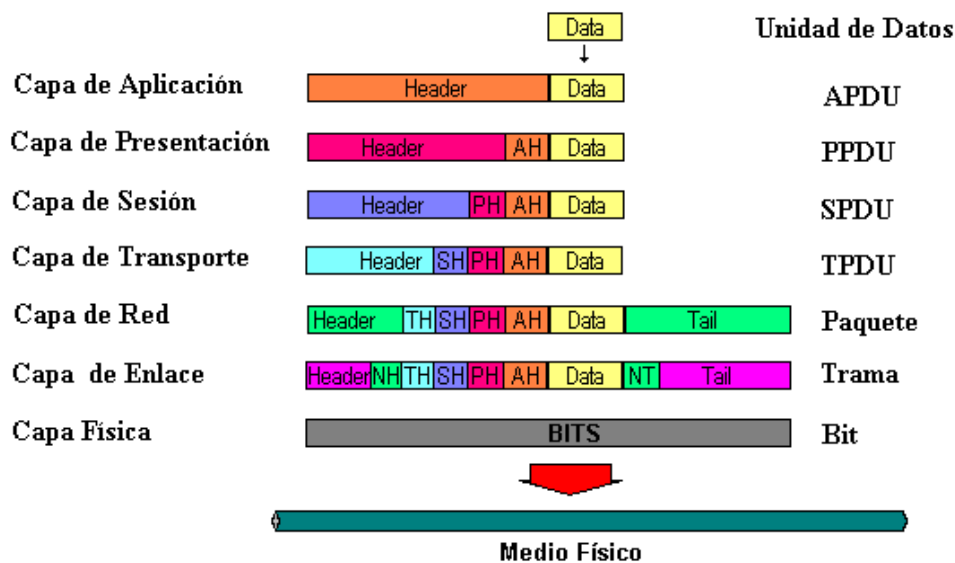 Data Unidad de Datos
Capa de Aplicación Header Data APDU
Capa de Presentación Header AH Data PPDU
Capa de Sesión Header PH AH Data SPDU
Capa de Transporte Header SH PH AH Data TPDU
Capa de Red Header TH SH PH AH Data Tail Paquete
Capa de Enlace Header NH TH SH PH AH Data NT Tail Trama
Capa Física BITS Bit
Medio Físico